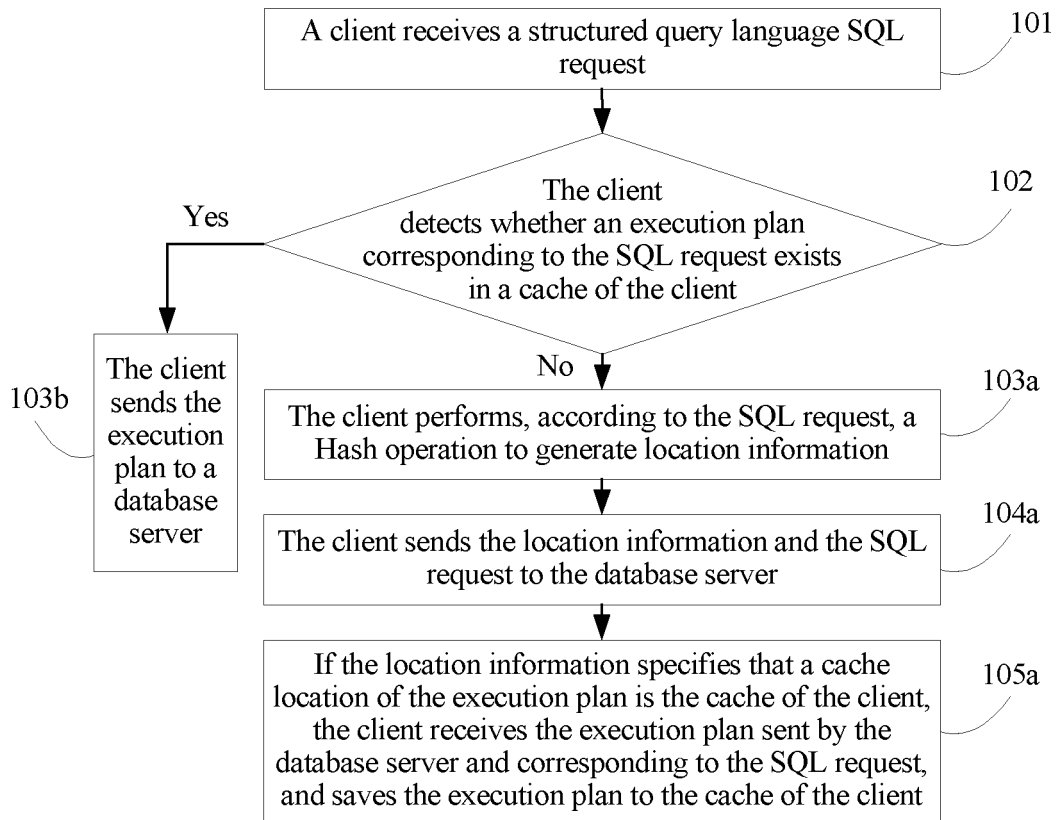 A client receives a structured query language SQL
request
101
The client
detects whether an execution plan
corresponding to the SQL request exists
in a cache of the client
102
Yes
No
103b
The client
sends the
execution
plan to a
database
server
The client performs, according to the SQL request, a
Hash operation to generate location information
103a
The client sends the location information and the SQL
request to the database server
104a
If the location information specifies that a cache
location of the execution plan is the cache of the client,
the client receives the execution plan sent by the
database server and corresponding to the SQL request,
and saves the execution plan to the cache of the client
105a